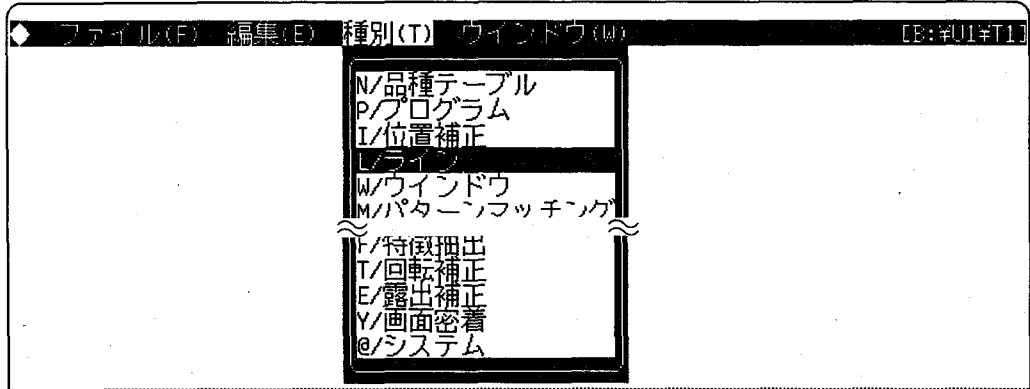 ◆ ファイル(F) 編集(E) 種別(T) ウインドウ(W) [B:¥U1¥T1]
N/品種テーブル
P/プログラム
I/位置補正
L/ライン
W/ウインドウ
M/パターンマッチング
F/特徴抽出
T/回転補正
E/露出補正
Y/画面密着
@/システム